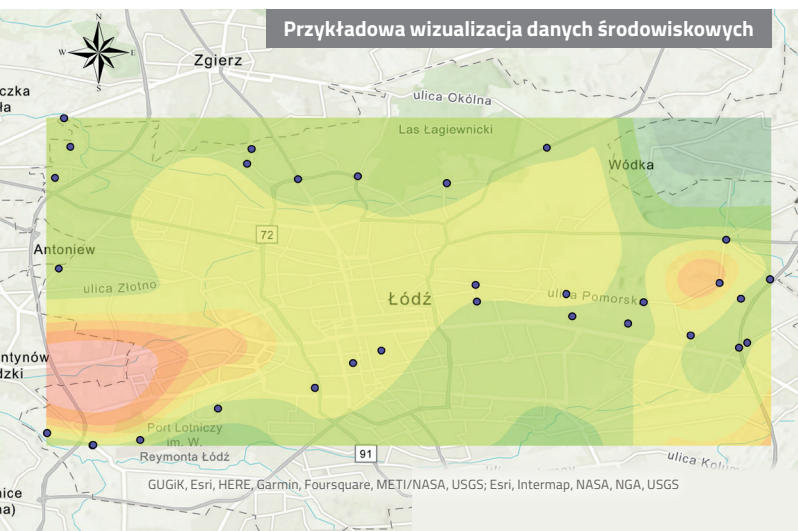 Przykładowa wizualizacja danych środowiskowych
N
W
E
S
Zgierz
czka
ła
ulica Okólna
Las Łagiewnicki
Wódka
72
Antoniew
ulica Złotno
Łódź
ulica Pomorsk
ntynów
dzki
Port Lotniczy
im. W.
Reymonta Łódź
91
ulica Kolum
nice
na)
GUGiK, Esri, HERE, Garmin, Foursquare, METI/NASA, USGS; Esri, Intermap, NASA, NGA, USGS